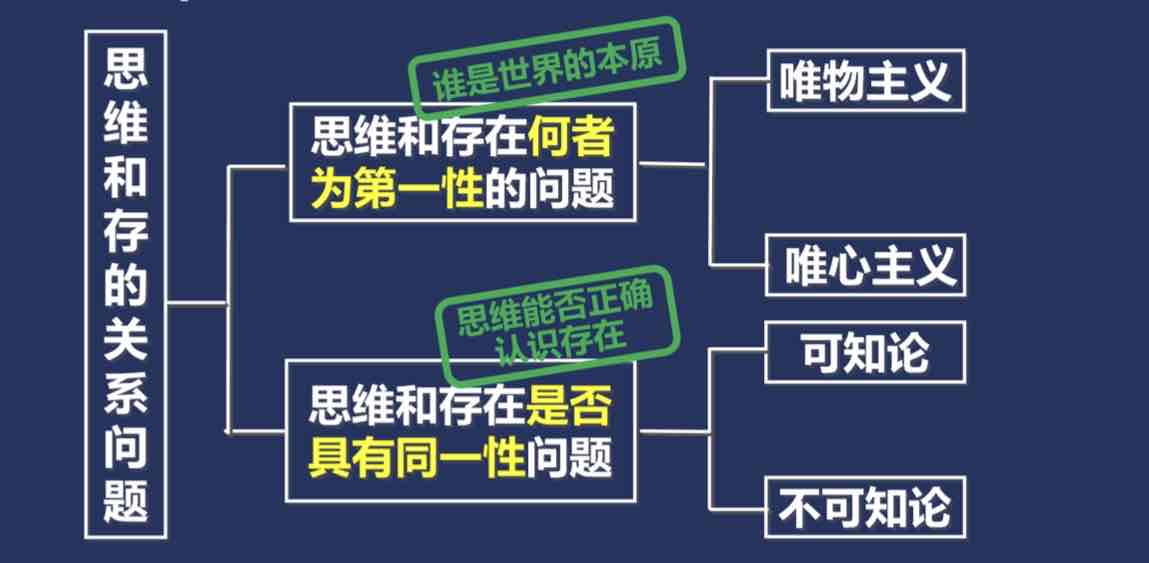 思维和存的关系问题
谁是世界的本原
思维和存在何者
为第一性的问题
唯物主义
唯心主义
思维能否正确
认识存在
思维和存在是否
具有同一性问题
可知论
不可知论